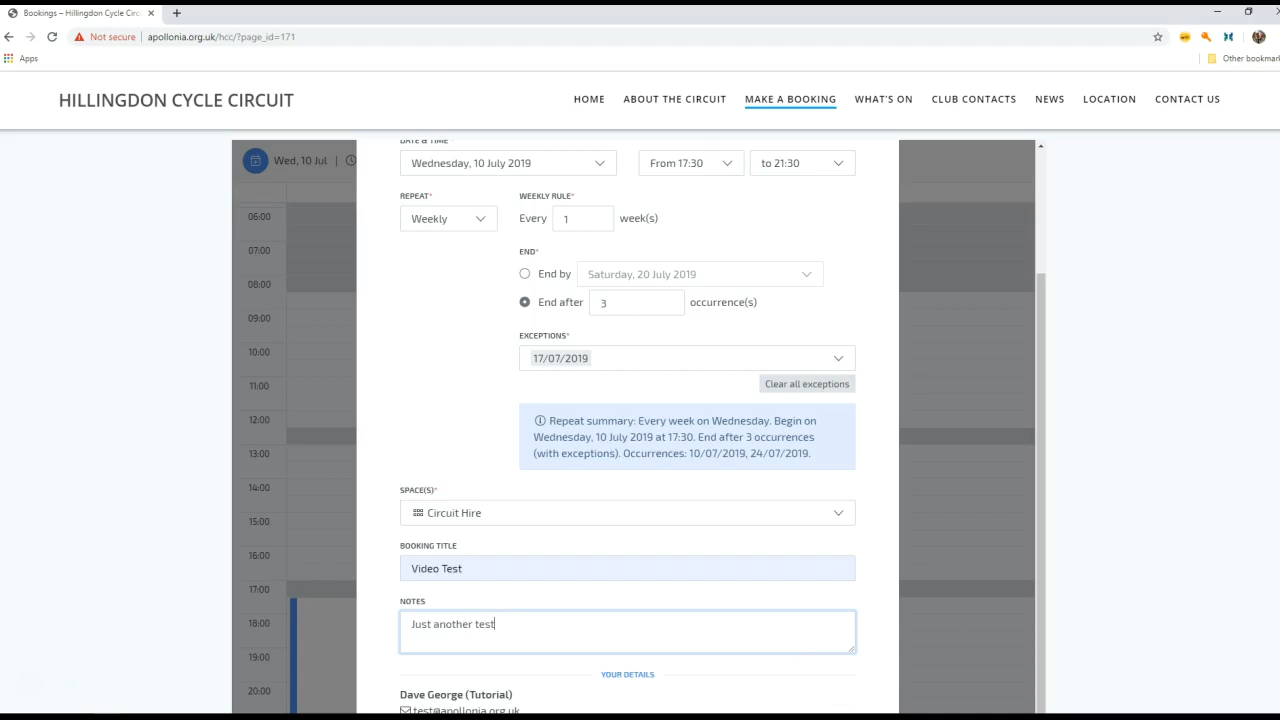 Bookings – Hillingdon Cycle Circ
Not secure | apollonia.org.uk/hcc/?page_id=171
Apps
Other bookmar
HILLINGDON CYCLE CIRCUIT
HOME
ABOUT THE CIRCUIT
MAKE A BOOKING
WHAT'S ON
CLUB CONTACTS
NEWS
LOCATION
CONTACT US
Wed, 10 Jul |
06:00
07:00
08:00
09:00
10:00
11:00
12:00
13:00
14:00
15:00
16:00
17:00
18:00
19:00
20:00
DATE & TIME *
Wednesday, 10 July 2019
From 17:30
to 21:30
REPEAT*
WEEKLY RULE*
Weekly
Every 1 week(s)
END*
End by Saturday, 20 July 2019
End after 3 occurrence(s)
EXCEPTIONS*
17/07/2019
Clear all exceptions
Repeat summary: Every week on Wednesday. Begin on
Wednesday, 10 July 2019 at 17:30. End after 3 occurrences
(with exceptions). Occurrences: 10/07/2019, 24/07/2019.
SPACE(S)*
Circuit Hire
BOOKING TITLE
Video Test
NOTES
Just another test
YOUR DETAILS
Dave George (Tutorial)
test@apollonia.org.uk